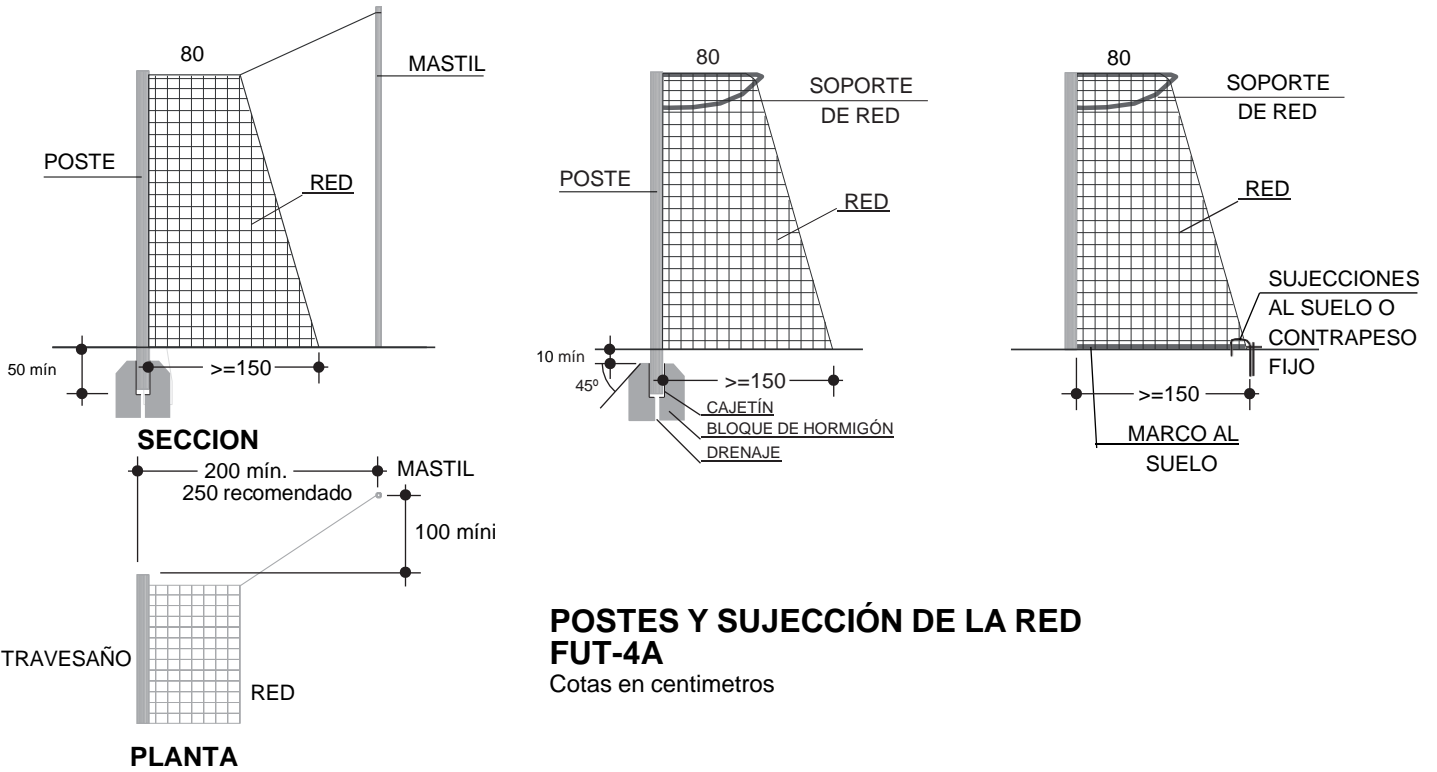 80
MASTIL
POSTE
RED
50 mín
>=150
SECCION
200 mín.
250 recomendado
MASTIL
100 míni
TRAVESAÑO
RED
PLANTA
80
SOPORTE
DE RED
POSTE
RED
10 mín
45º
>=150
CAJETÍN
BLOQUE DE HORMIGÓN
DRENAJE
80
SOPORTE
DE RED
RED
SUJECCIONES
AL SUELO O
CONTRAPESO
FIJO
>=150
MARCO AL
SUELO
POSTES Y SUJECCIÓN DE LA RED
FUT-4A
Cotas en centimetros